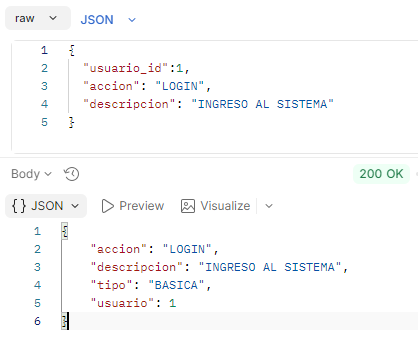 raw JSON
1 {
2 "usuario_id":1,
3 "accion": "LOGIN",
4 "descripcion": "INGRESO AL SISTEMA"
5 }
Body 200 OK
{} JSON Preview Visualize
1 {
2 "accion": "LOGIN",
3 "descripcion": "INGRESO AL SISTEMA",
4 "tipo": "BASICA",
5 "usuario": 1
6 }